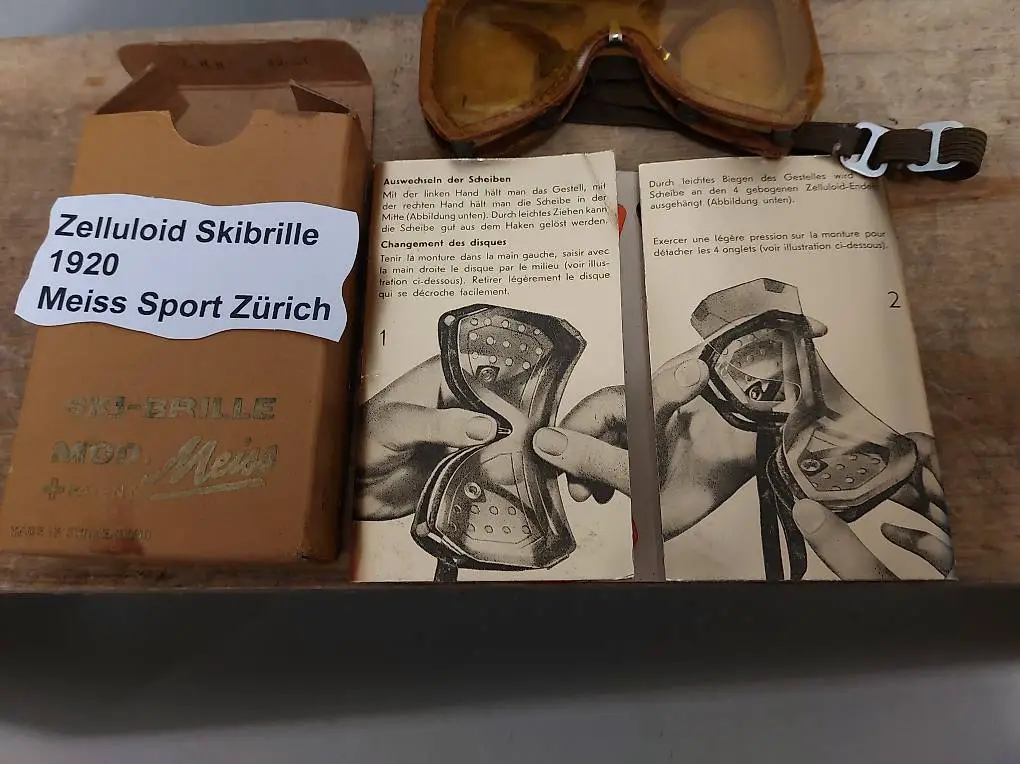 Zelluloid Skibrille
1920
Meiss Sport Zürich
SKI-BRILLE
MOD. Meiss
MADE IN SWITZERLAND
Auswechseln der Scheiben
Mit der linken Hand hält man das Gestell, mit
der rechten Hand hält man die Scheibe in der
Mitte (Abbildung unten). Durch leichtes Ziehen kann
die Scheibe gut aus dem Haken gelöst werden.
Changement des disques
Tenir la monture dans la main gauche, saisir avec
la main droite le disque par le milieu (voir illus-
tration ci-dessous). Retirer légèrement le disque
qui se décroche facilement.
1
Durch leichtes Biegen des Gestelles wird
Scheibe an den 4 gebogenen Zelluloid-Enden
ausgehängt (Abbildung unten).
Exercer une légère pression sur la monture pour
détacher les 4 onglets (voir illustration ci-dessous).
2